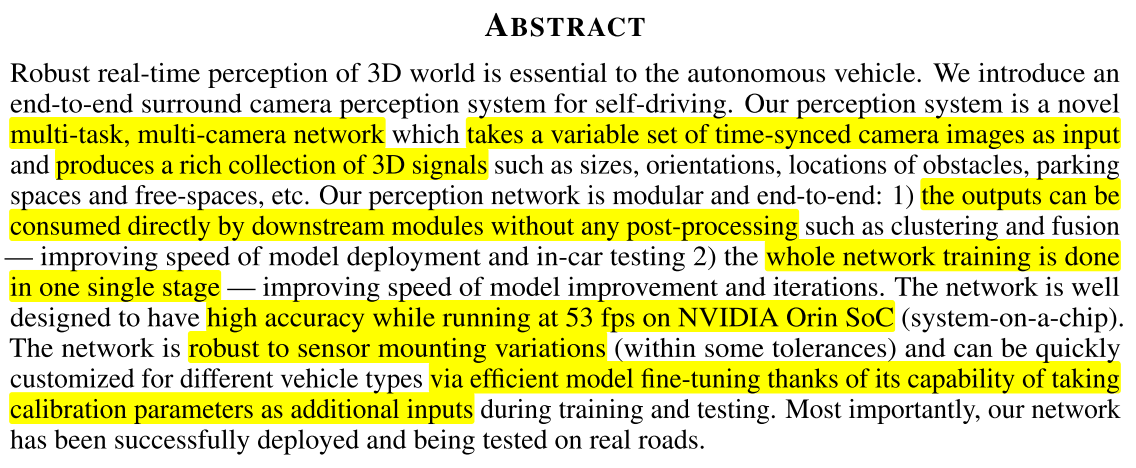 ABSTRACT
Robust real-time perception of 3D world is essential to the autonomous vehicle. We introduce an
end-to-end surround camera perception system for self-driving. Our perception system is a novel
multi-task, multi-camera network which takes a variable set of time-synced camera images as input
and produces a rich collection of 3D signals such as sizes, orientations, locations of obstacles, parking
spaces and free-spaces, etc. Our perception network is modular and end-to-end: 1) the outputs can be
consumed directly by downstream modules without any post-processing such as clustering and fusion
— improving speed of model deployment and in-car testing 2) the whole network training is done
in one single stage — improving speed of model improvement and iterations. The network is well
designed to have high accuracy while running at 53 fps on NVIDIA Orin SoC (system-on-a-chip).
The network is robust to sensor mounting variations (within some tolerances) and can be quickly
customized for different vehicle types via efficient model fine-tuning thanks of its capability of taking
calibration parameters as additional inputs during training and testing. Most importantly, our network
has been successfully deployed and being tested on real roads.